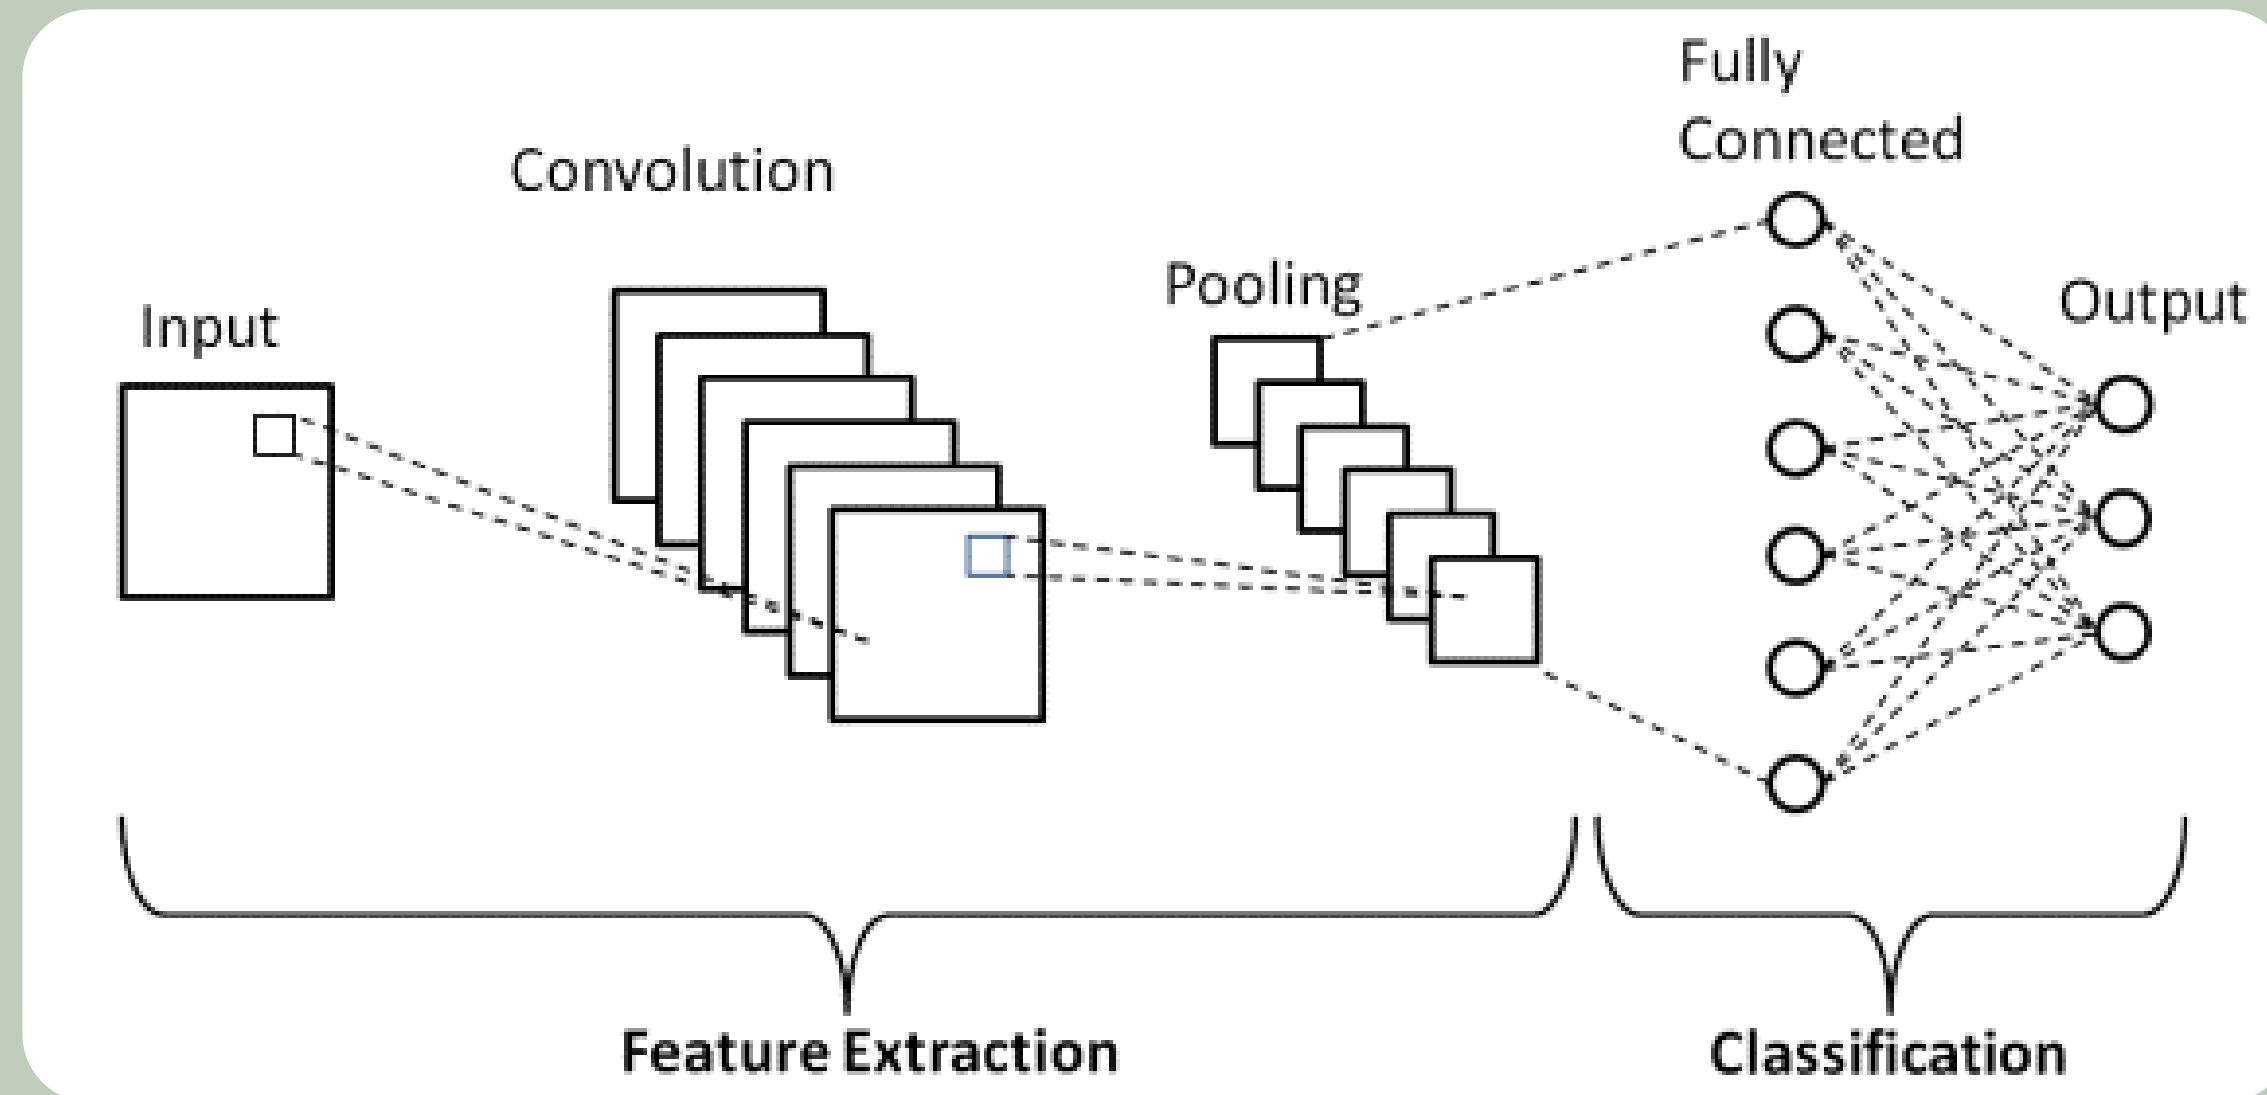 Input
Convolution
Pooling
Fully
Connected
Output
Feature Extraction
Classification